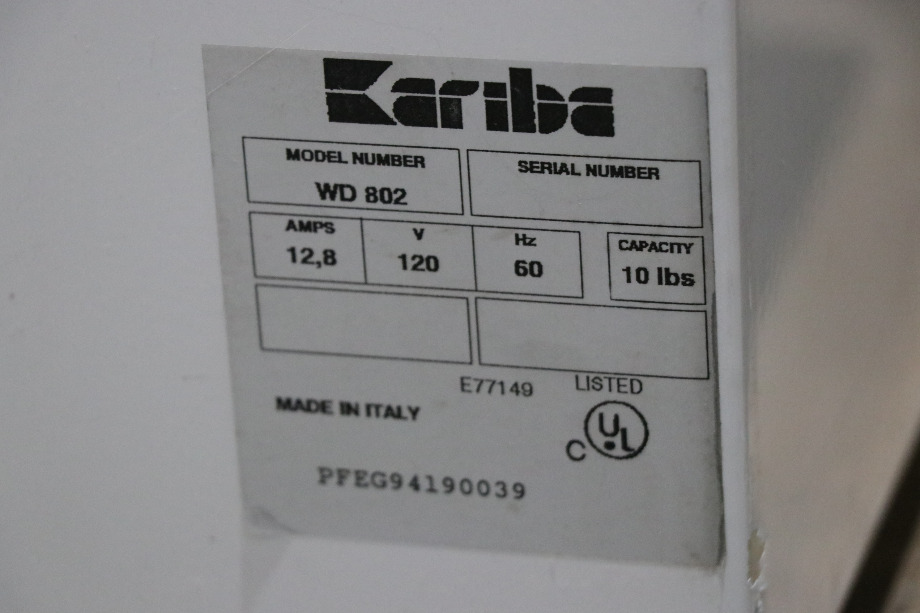 Kariba
MODEL NUMBER
WD 802
SERIAL NUMBER
AMPS
12,8
V
120
Hz
60
CAPACITY
10 lbs
E77149
LISTED
MADE IN ITALY
C UL
PFEG94190039